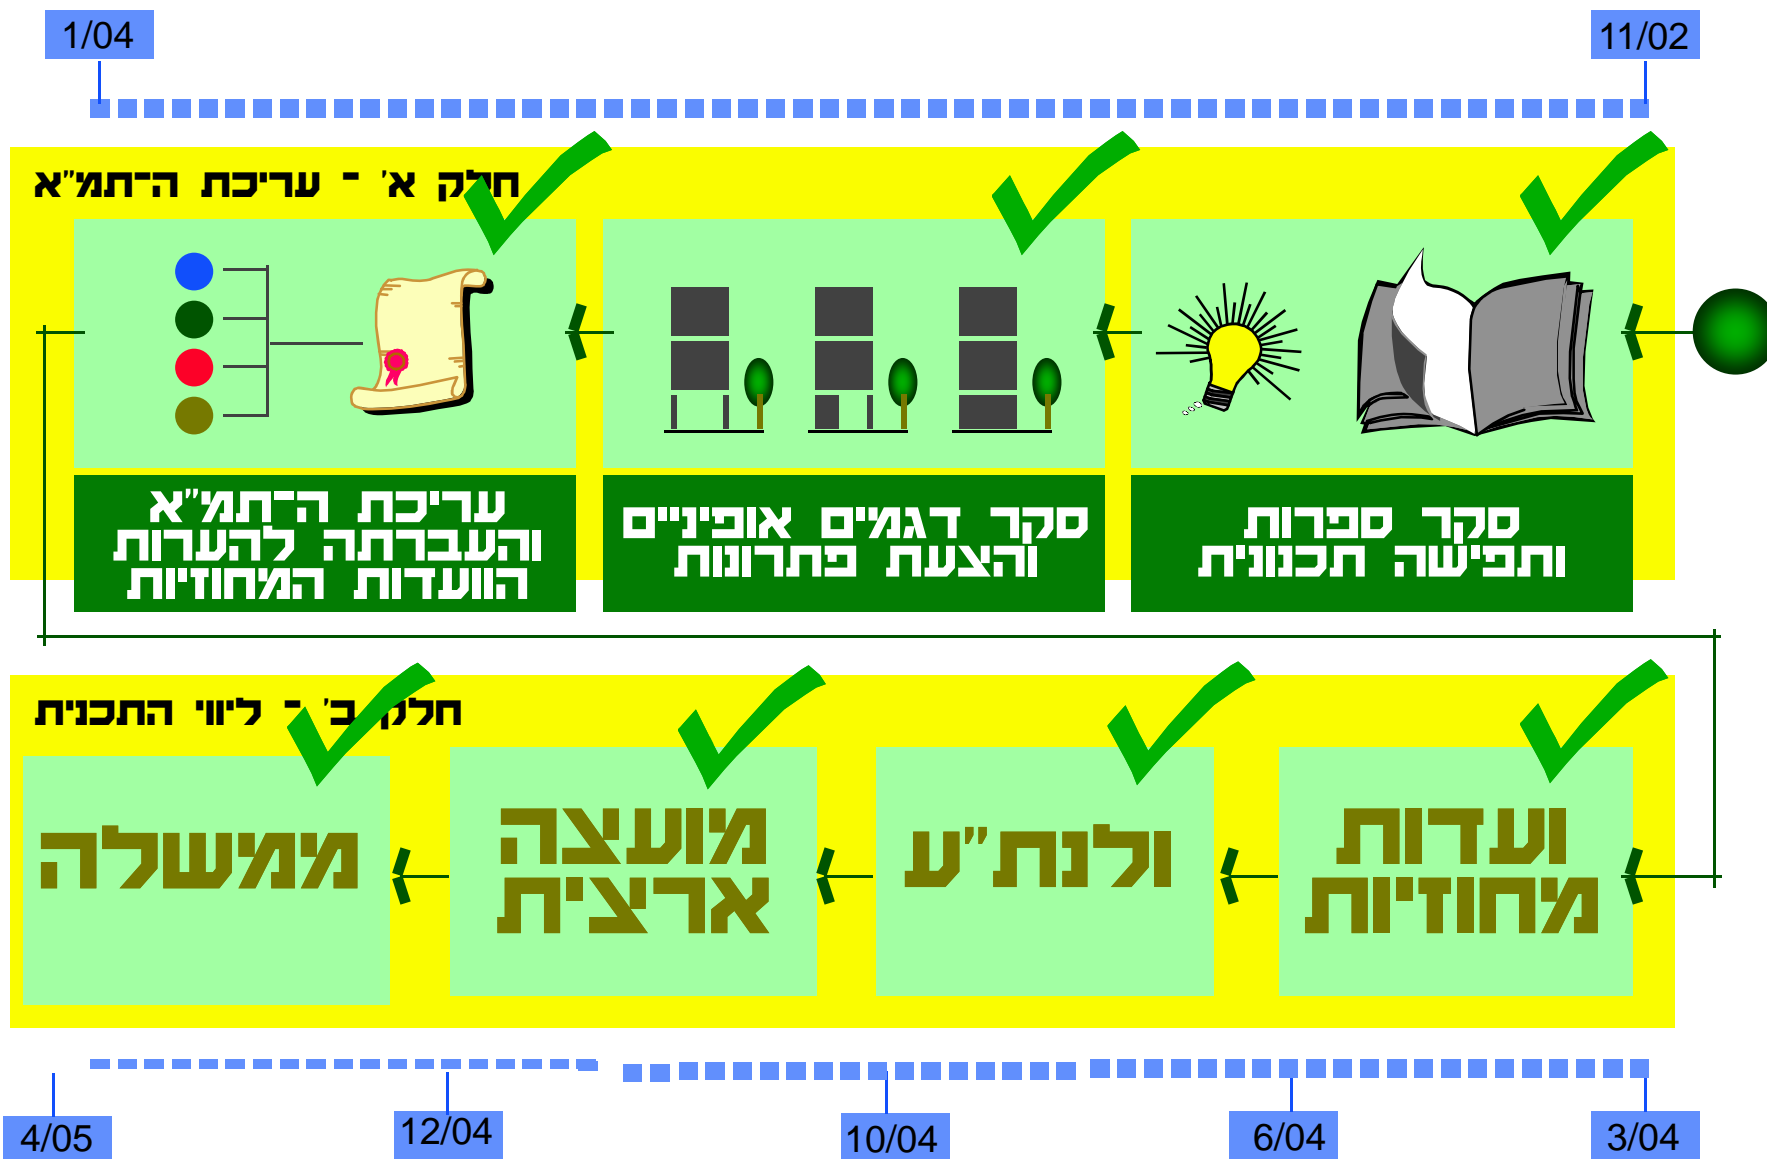 11/02
1/04
חלק א' - עריכת ה-תמ"א
סקר ספרות
ותפישה תכנונית
סקר דגמים אופיניים
והצעת פתרונות
עריכת ה-תמ"א
והעברתה להערות
הוועדות המחוזיות
חלק ב' - ליווי התכנית
ועדות
מחוזיות
ולנת"ע
מועצה
ארצית
ממשלה
3/04
6/04
10/04
12/04
4/05